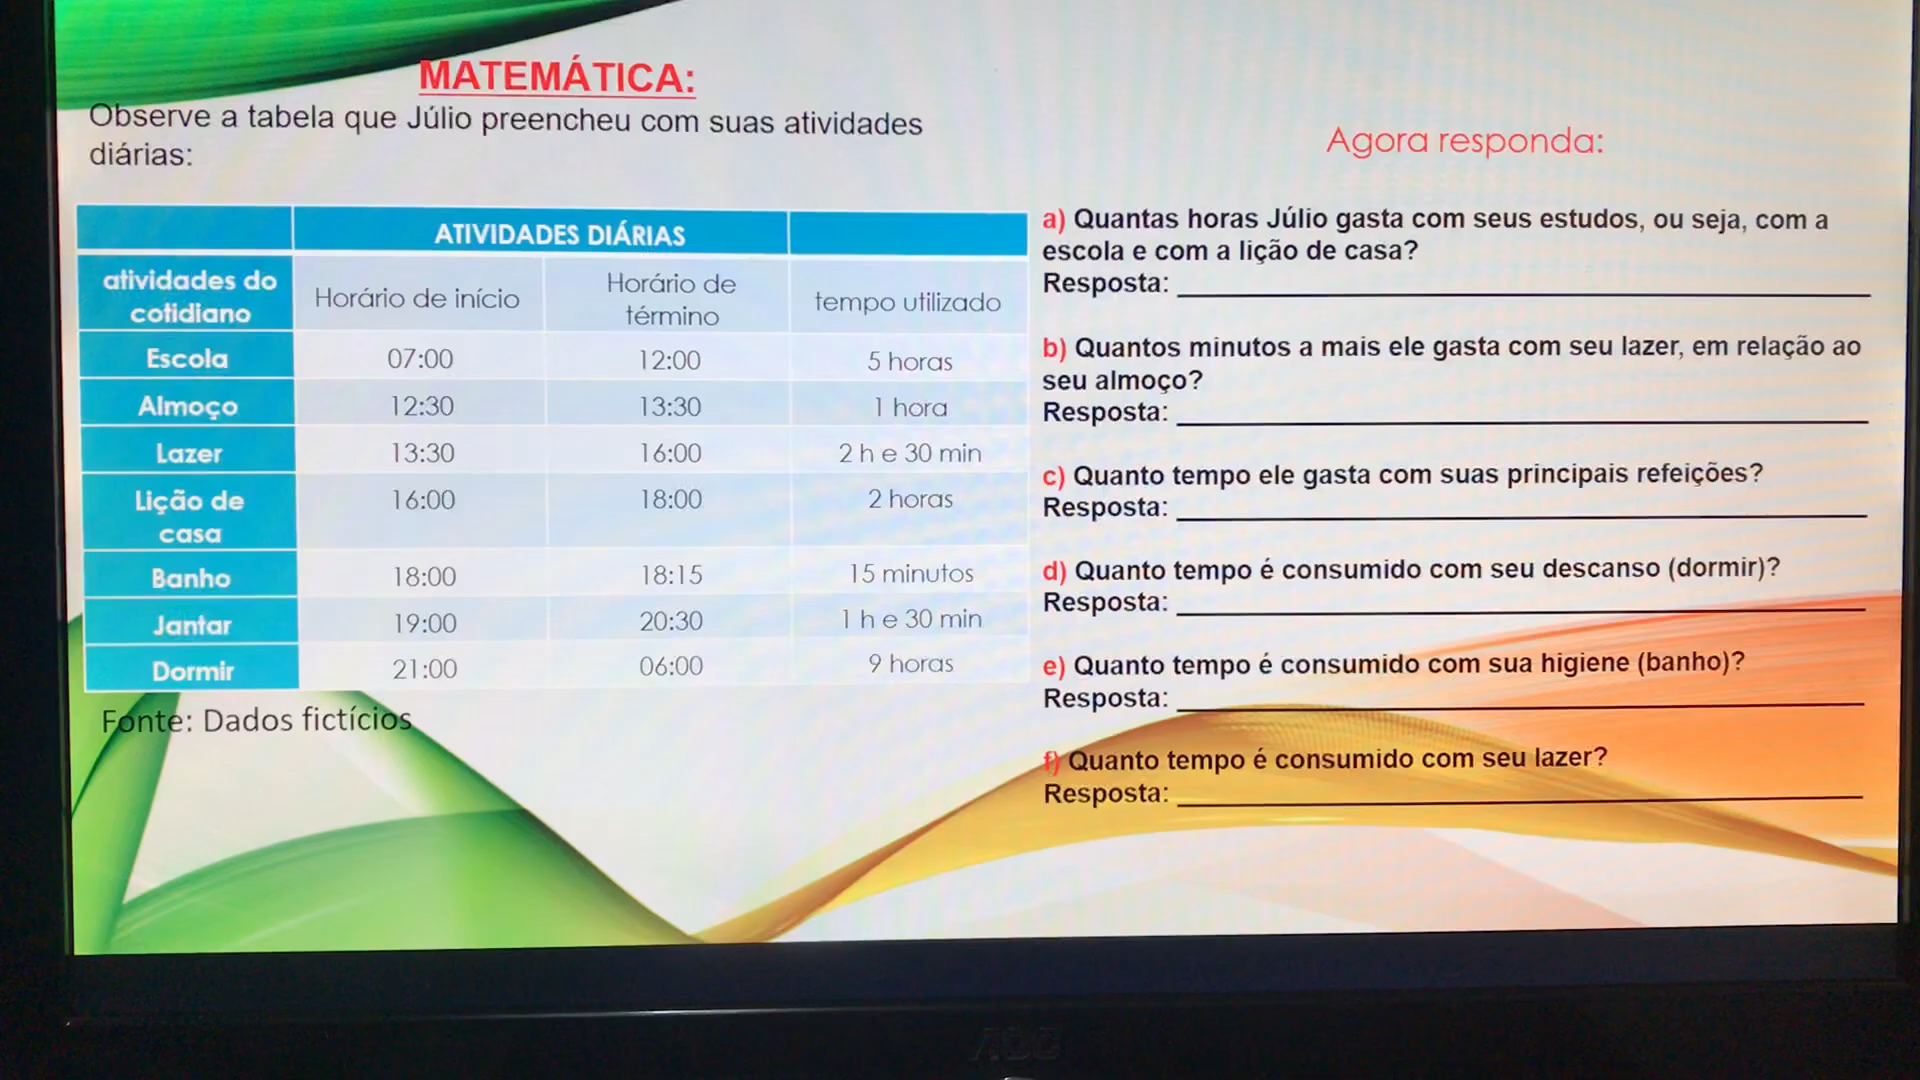 MATEMÁTICA:
Observe a tabela que Júlio preencheu com suas atividades
diárias:
ATIVIDADES DIÁRIAS
atividades do cotidiano Horário de início Horário de término tempo utilizado
Escola 07:00 12:00 5 horas
Almoço 12:30 13:30 1 hora
Lazer 13:30 16:00 2 h e 30 min
Lição de casa 16:00 18:00 2 horas
Banho 18:00 18:15 15 minutos
Jantar 19:00 20:30 1 h e 30 min
Dormir 21:00 06:00 9 horas
Fonte: Dados fictícios
Agora responda:
a) Quantas horas Júlio gasta com seus estudos, ou seja, com a
escola e com a lição de casa?
Resposta:
b) Quantos minutos a mais ele gasta com seu lazer, em relação ao
seu almoço?
Resposta:
c) Quanto tempo ele gasta com suas principais refeições?
Resposta:
d) Quanto tempo é consumido com seu descanso (dormir)?
Resposta:
e) Quanto tempo é consumido com sua higiene (banho)?
Resposta:
f) Quanto tempo é consumido com seu lazer?
Resposta:
AOC